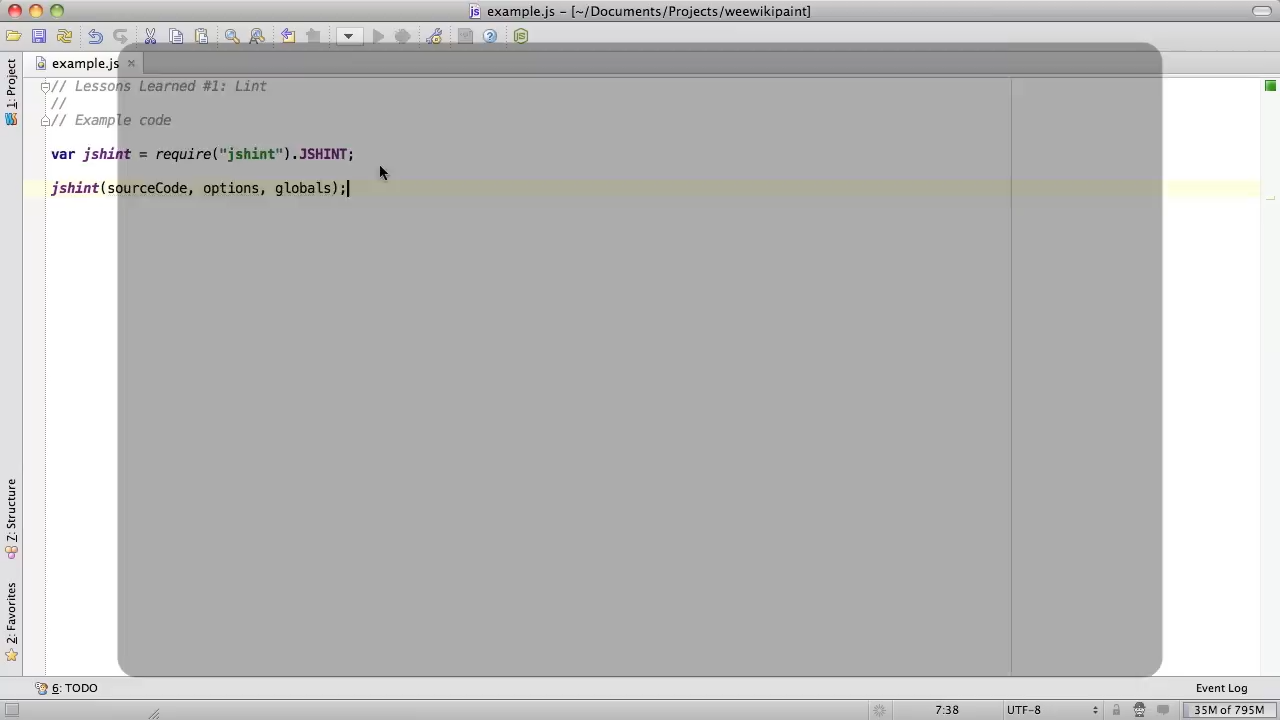 example.js – [~/Documents/Projects/weewikipaint]
1: Project
example.js
// Lessons Learned #1: Lint
//
// Example code
var jshint = require("jshint").JSHINT;
jshint(sourceCode, options, globals);
Z: Structure
2: Favorites
6: TODO
Event Log
7:38
UTF-8
35M of 795M